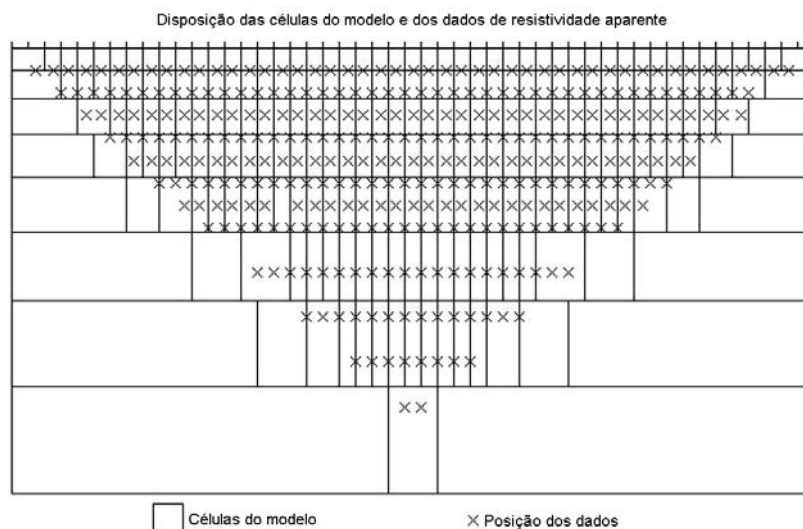 Disposição das células do modelo e dos dados de resistividade aparente
Células do modelo
Posição dos dados